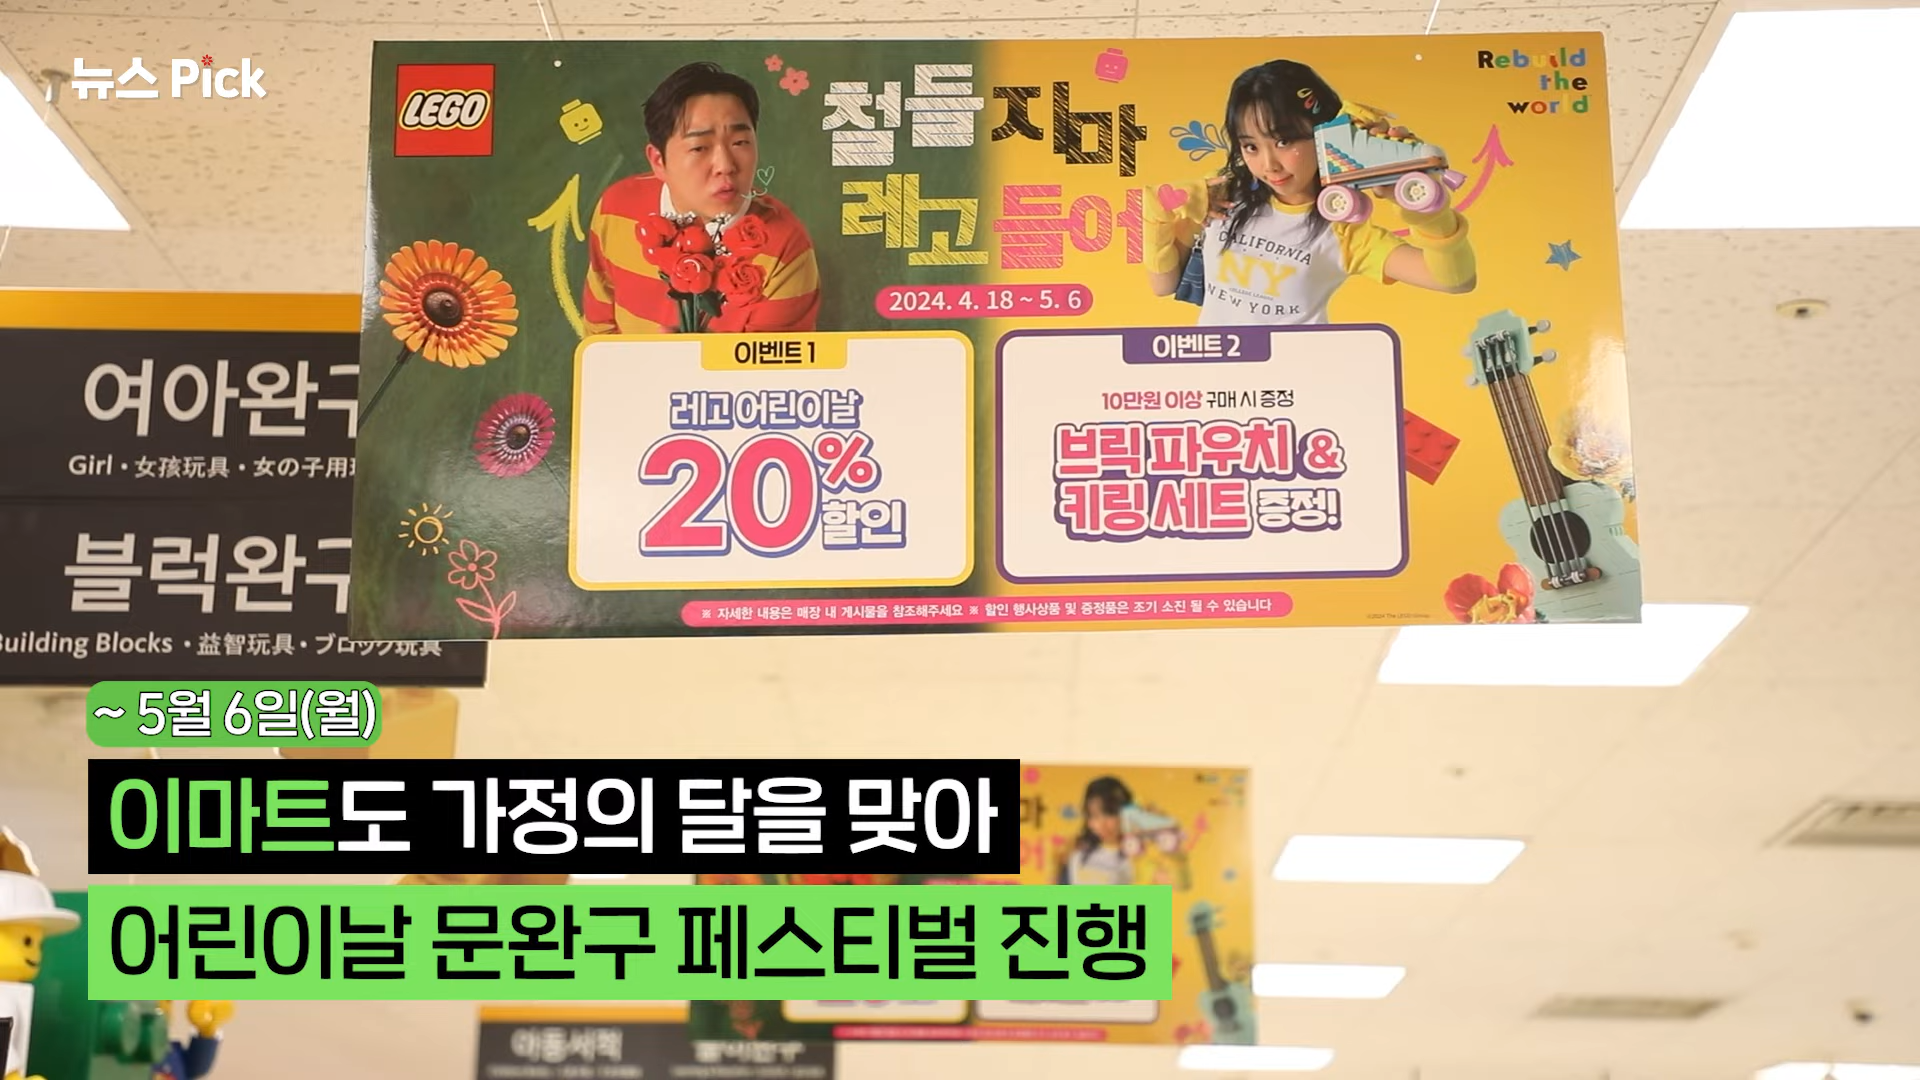 뉴스 Pick
LEGO
철들지마
레고들어
Rebuild
the
world
CALIFORNIA
NY
NEW YORK
2024. 4. 18 ~ 5. 6
이벤트 1
레고 어린이날
20%
할인
이벤트 2
10만원 이상 구매 시 증정
브릭 파우치 &
키링 세트 증정!
※ 자세한 내용은 매장 내 게시물을 참조해주세요 ※ 할인 행사상품 및 증정품은 조기 소진 될 수 있습니다
여아완구
Girl · 女孩玩具 · 女の子用
블럭완구
Building Blocks · 益智玩具 · ブロック玩具
~ 5월 6일(월)
이마트도 가정의 달을 맞아
어린이날 문완구 페스티벌 진행
아동서적